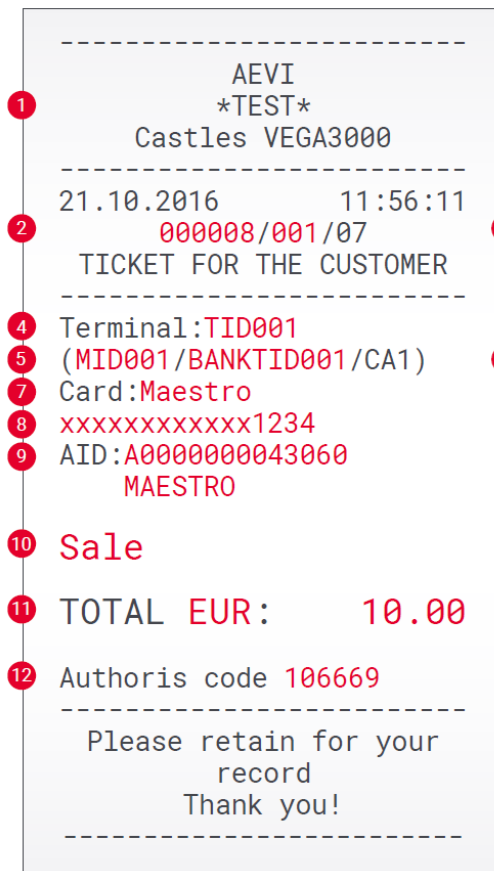 -------------------------
AEVI
1 *TEST*
Castles VEGA3000
-------------------------
21.10.2016 11:56:11
2 000008/001/07
TICKET FOR THE CUSTOMER
-------------------------
4 Terminal:TID001
5 (MID001/BANKTID001/CA1)
7 Card:Maestro
8 xxxxxxxxxxxx1234
9 AID:A0000000043060
MAESTRO
10 Sale
11 TOTAL EUR: 10.00
12 Authoris code 106669
-------------------------
Please retain for your
record
Thank you!
-------------------------